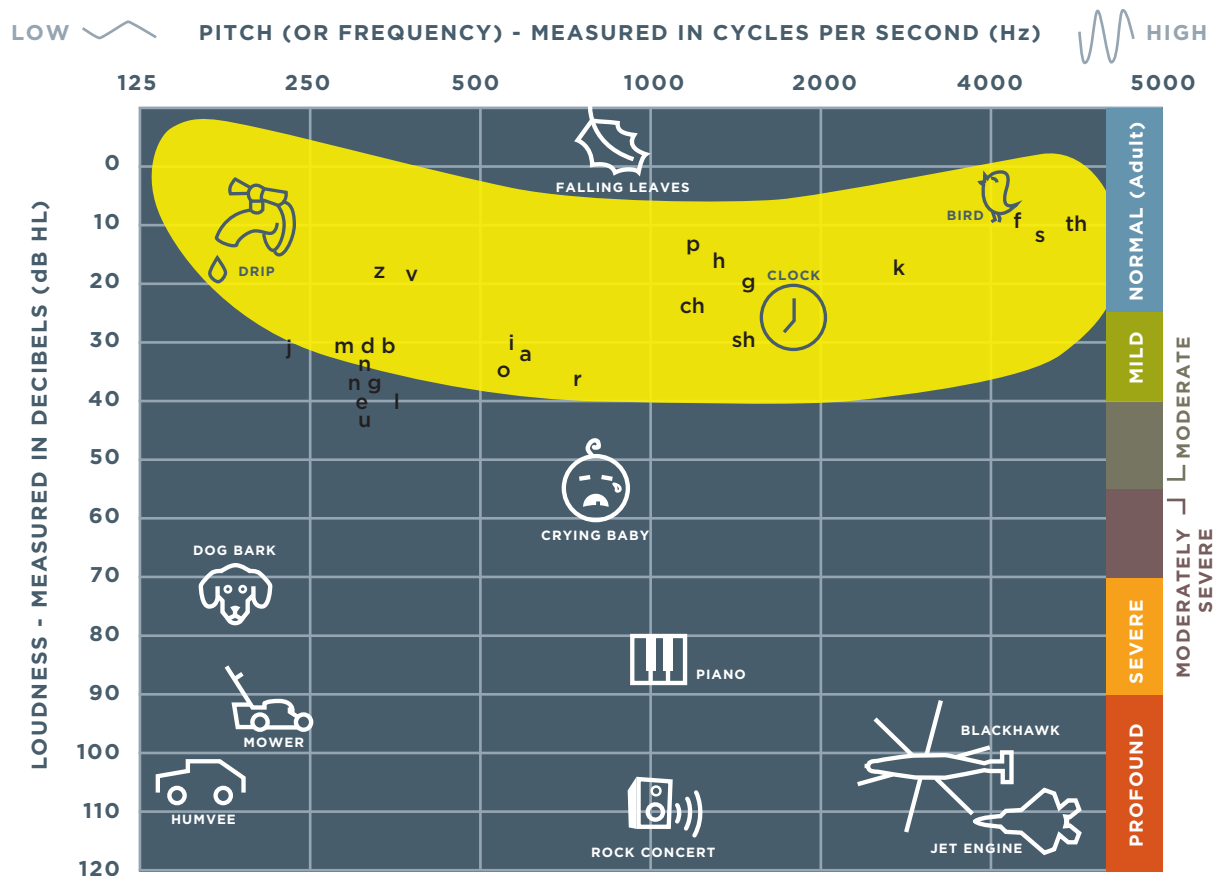 LOW PITCH (OR FREQUENCY) - MEASURED IN CYCLES PER SECOND (Hz) HIGH
125 250 500 1000 2000 4000 5000
LOUDNESS - MEASURED IN DECIBELS (dB HL)
0
10
20
30
40
50
60
70
80
90
100
110
120
FALLING LEAVES
BIRD
f
th
s
DRIP
z
v
p
h
g
CLOCK
k
ch
sh
j
m d b
n
n g
e
l
u
i
a
o
r
CRYING BABY
DOG BARK
PIANO
MOWER
BLACKHAWK
HUMVEE
ROCK CONCERT
JET ENGINE
NORMAL (Adult)
MILD
MODERATE
MODERATELY
SEVERE
SEVERE
PROFOUND